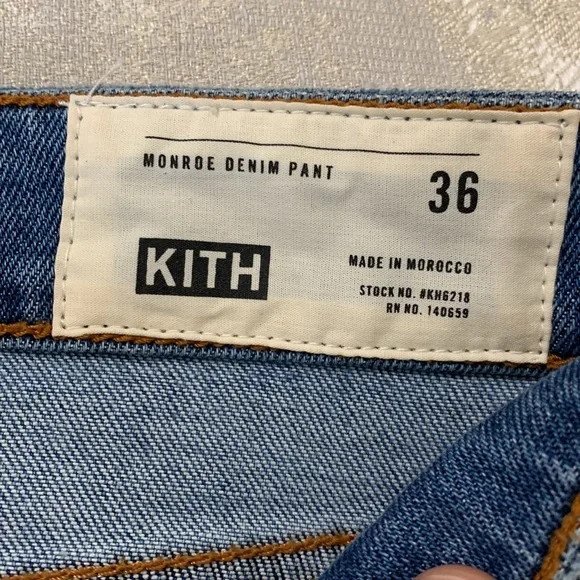 MONROE DENIM PANT
36
KITH
MADE IN MOROCCO
STOCK NO. #KH6218
RN NO. 140659